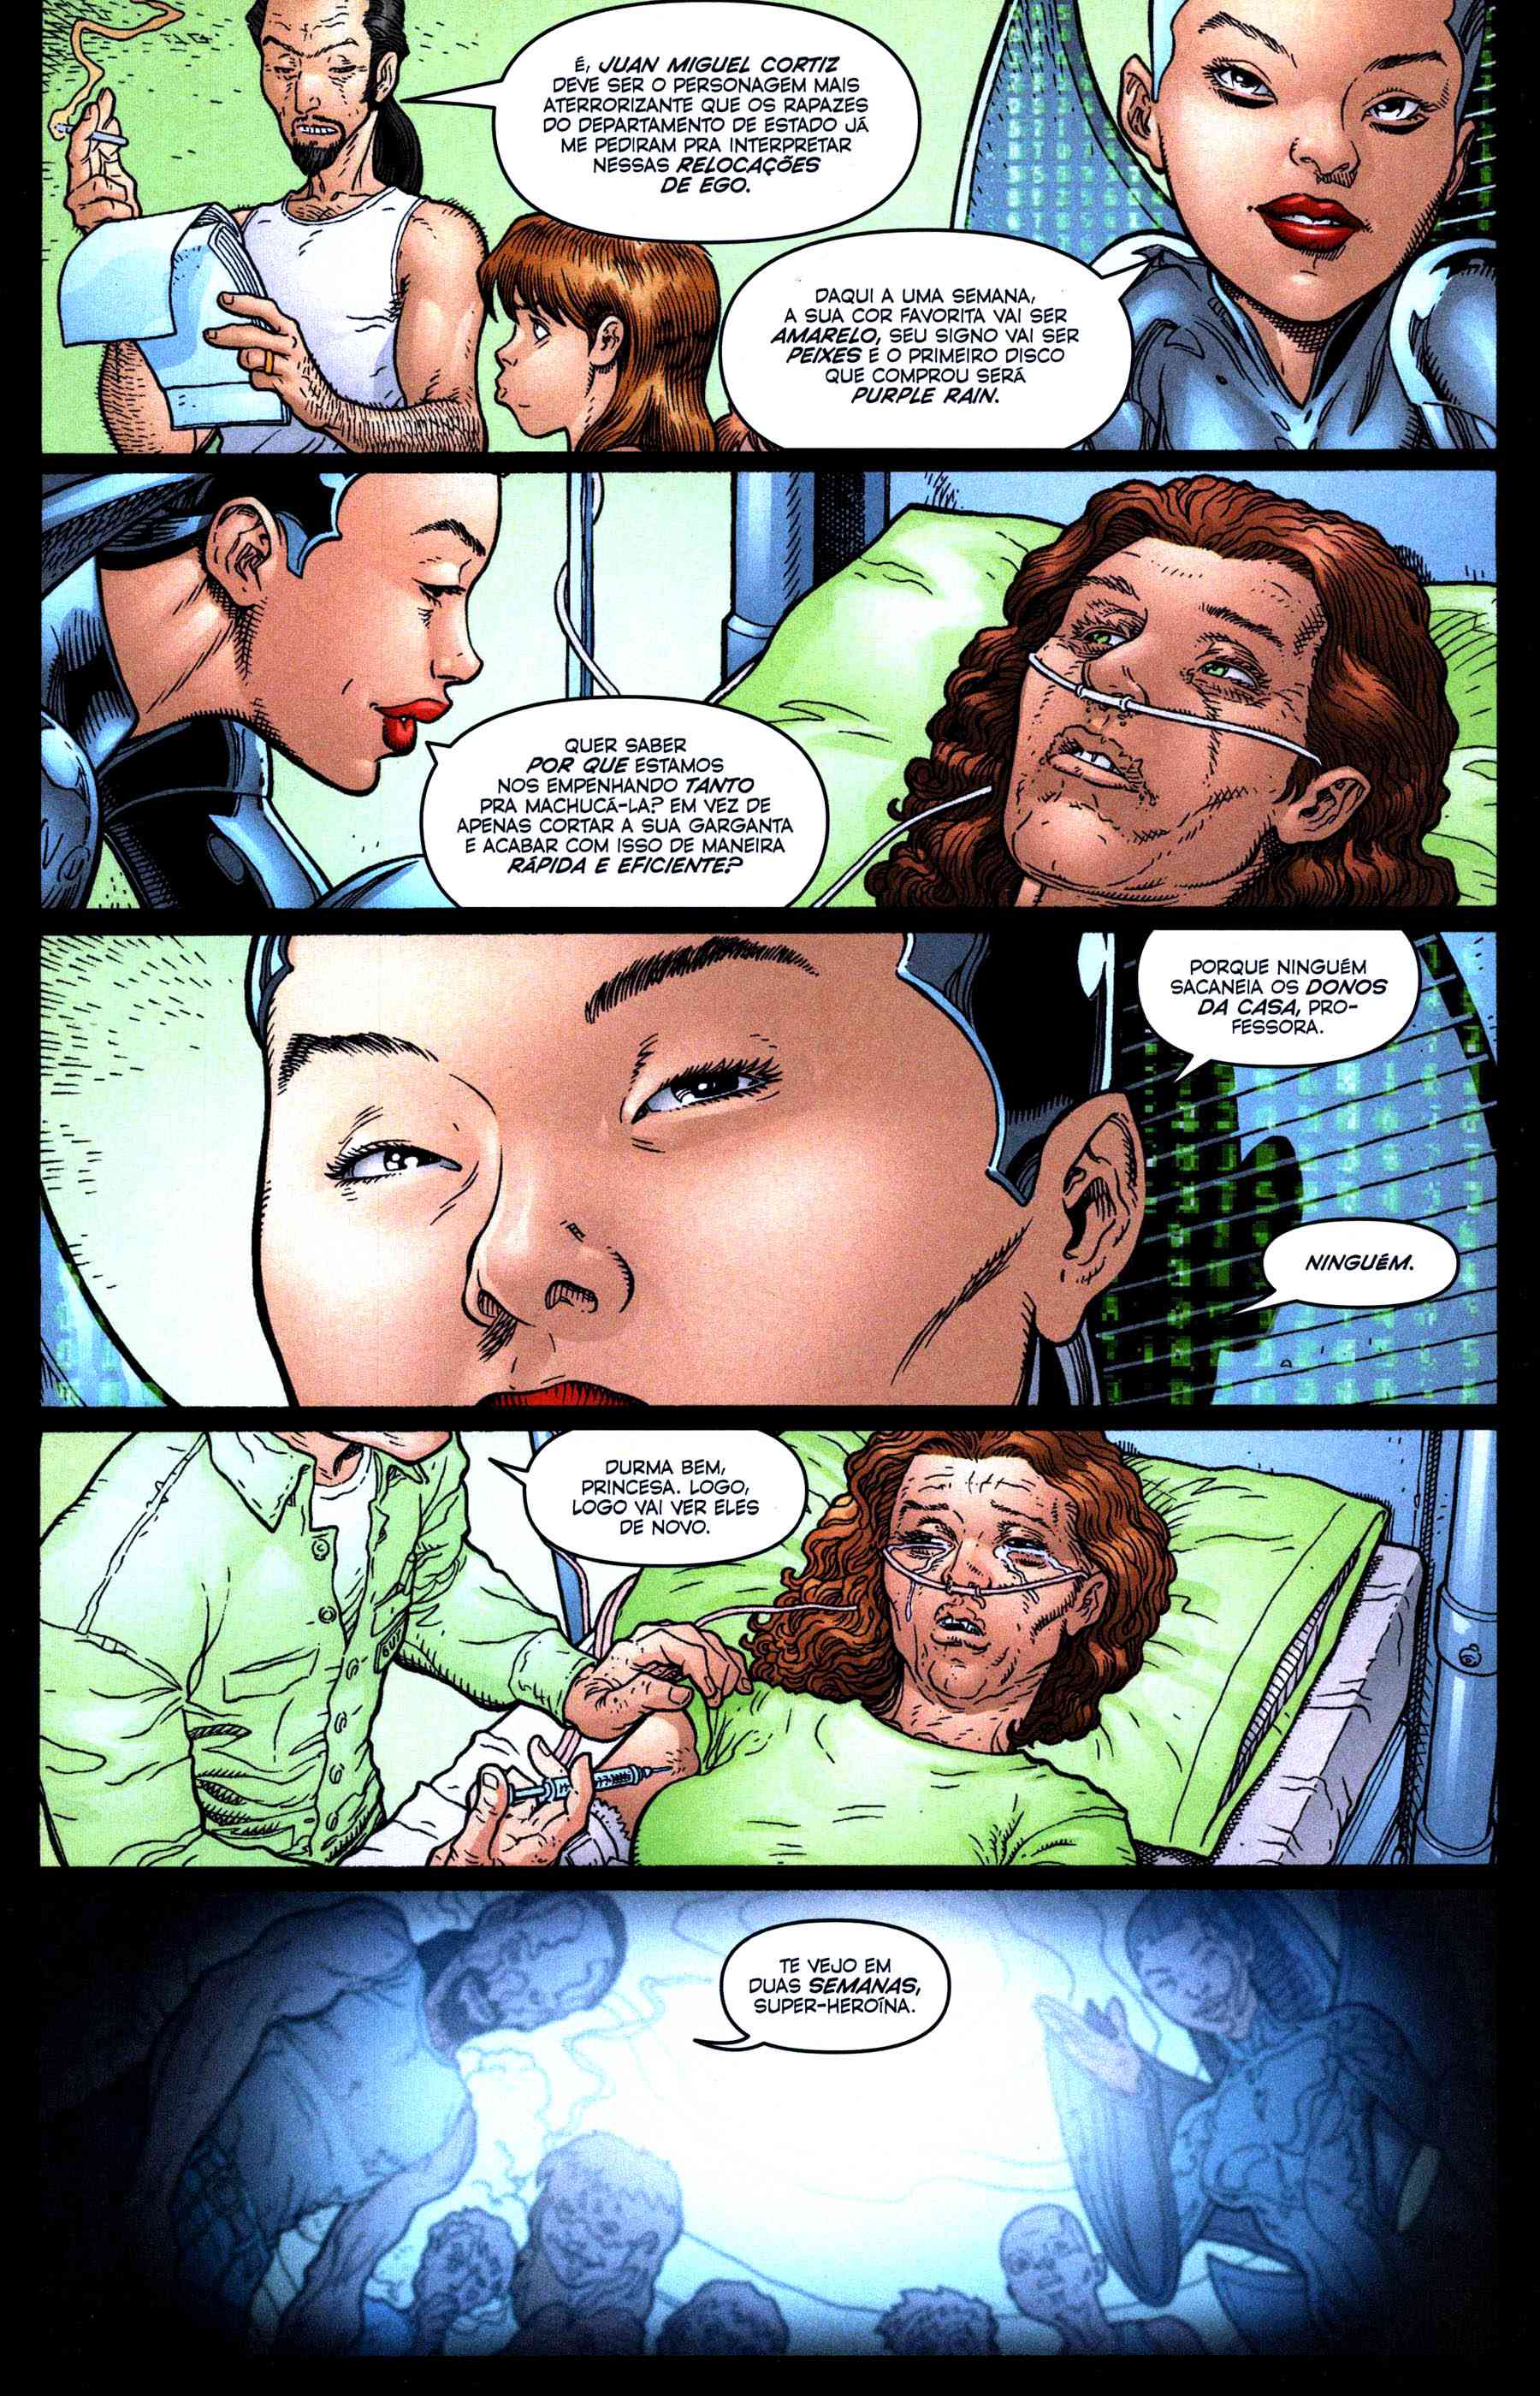 É, JUAN MIGUEL CORTIZ
DEVE SER O PERSONAGEM MAIS
ATERRORIZANTE QUE OS RAPAZES
DO DEPARTAMENTO DE ESTADO JÁ
ME PEDIRAM PRA INTERPRETAR
NESSAS RELOCAÇÕES
DE EGO.
DAQUI A UMA SEMANA,
A SUA COR FAVORITA VAI SER
AMARELO, SEU SIGNO VAI SER
PEIXES E O PRIMEIRO DISCO
QUE COMPROU SERÁ
PURPLE RAIN.
QUER SABER
POR QUE ESTAMOS
NOS EMPENHANDO TANTO
PRA MACHUCÁ-LA? EM VEZ DE
APENAS CORTAR A SUA GARGANTA
E ACABAR COM ISSO DE MANEIRA
RÁPIDA E EFICIENTE?
PORQUE NINGUÉM
SACANEIA OS DONOS
DA CASA, PRO-
FESSORA.
NINGUÉM.
DURMA BEM,
PRINCESA. LOGO,
LOGO VAI VER ELES
DE NOVO.
TE VEJO EM
DUAS SEMANAS,
SUPER-HEROÍNA.